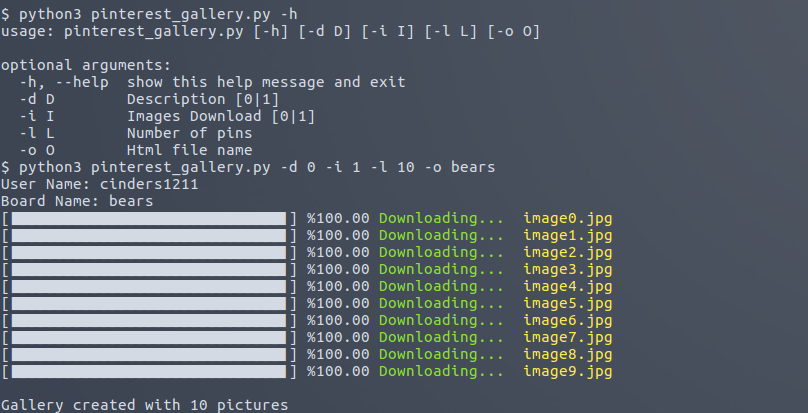 $ python3 pinterest_gallery.py -h
usage: pinterest_gallery.py [-h] [-d D] [-i I] [-l L] [-o O]

optional arguments:
  -h, --help  show this help message and exit
  -d D        Description [0|1]
  -i I        Images Download [0|1]
  -l L        Number of pins
  -o O        Html file name
$ python3 pinterest_gallery.py -d 0 -i 1 -l 10 -o bears
User Name: cinders1211
Board Name: bears
[] %100.00 Downloading...  image0.jpg
[] %100.00 Downloading...  image1.jpg
[] %100.00 Downloading...  image2.jpg
[] %100.00 Downloading...  image3.jpg
[] %100.00 Downloading...  image4.jpg
[] %100.00 Downloading...  image5.jpg
[] %100.00 Downloading...  image6.jpg
[] %100.00 Downloading...  image7.jpg
[] %100.00 Downloading...  image8.jpg
[] %100.00 Downloading...  image9.jpg

Gallery created with 10 pictures